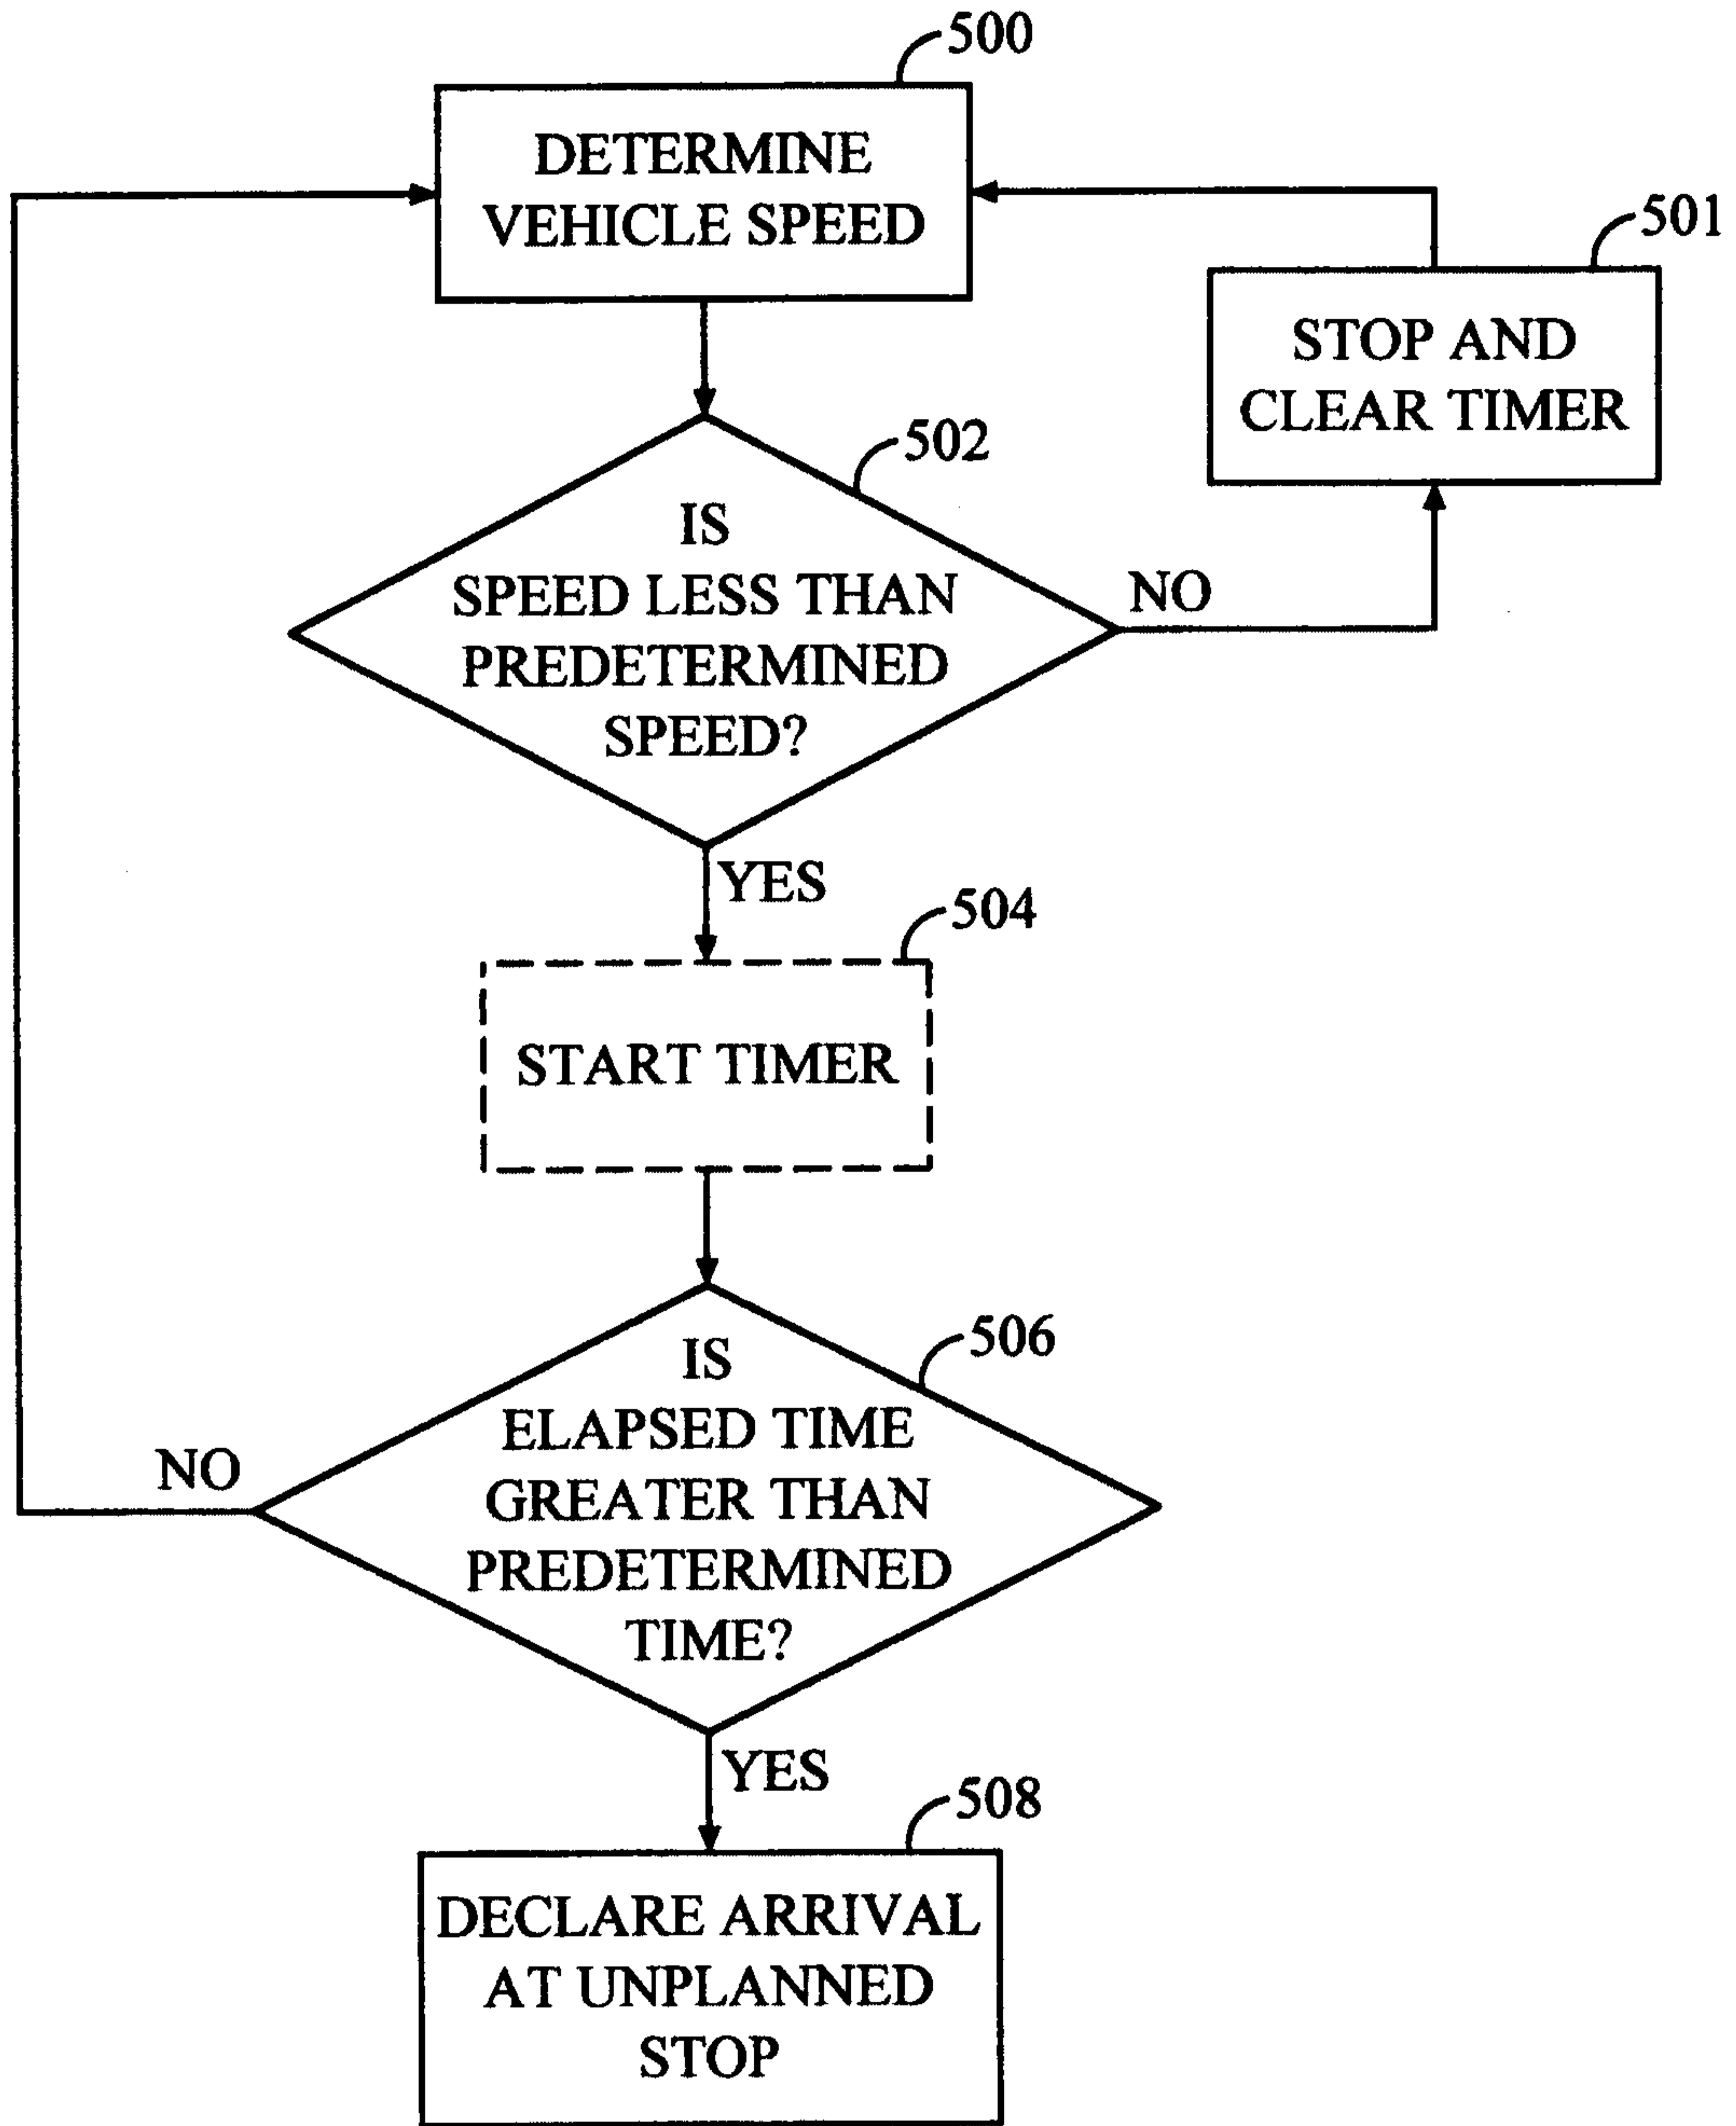 500
DETERMINE
VEHICLE SPEED
501
STOP AND
CLEAR TIMER
502
IS
SPEED LESS THAN
PREDETERMINED
SPEED?
NO
YES
504
START TIMER
506
IS
ELAPSED TIME
GREATER THAN
PREDETERMINED
TIME?
NO
YES
508
DECLARE ARRIVAL
AT UNPLANNED
STOP